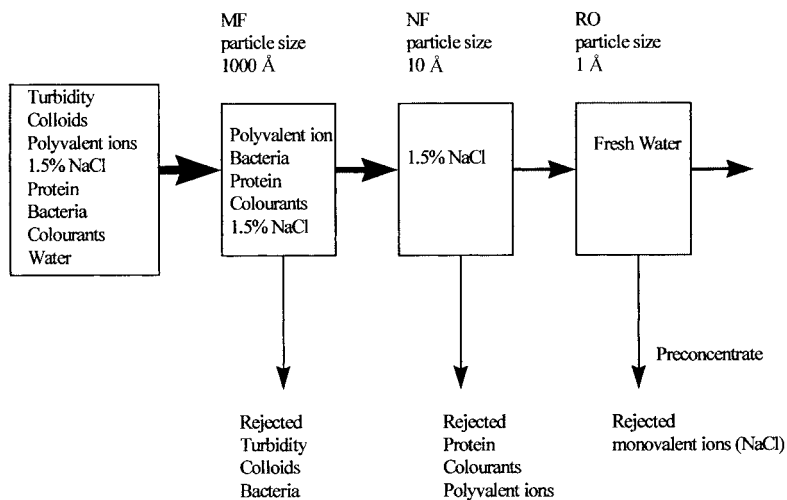 MF
particle size
1000 Å
NF
particle size
10 Å
RO
particle size
1 Å
Turbidity
Colloids
Polyvalent ions
1.5% NaCl
Protein
Bacteria
Colourants
Water
Polyvalent ion
Bacteria
Protein
Colourants
1.5% NaCl
1.5% NaCl
Fresh Water
Preconcentrate
Rejected
Turbidity
Colloids
Bacteria
Rejected
Protein
Colourants
Polyvalent ions
Rejected
monovalent ions (NaCl)